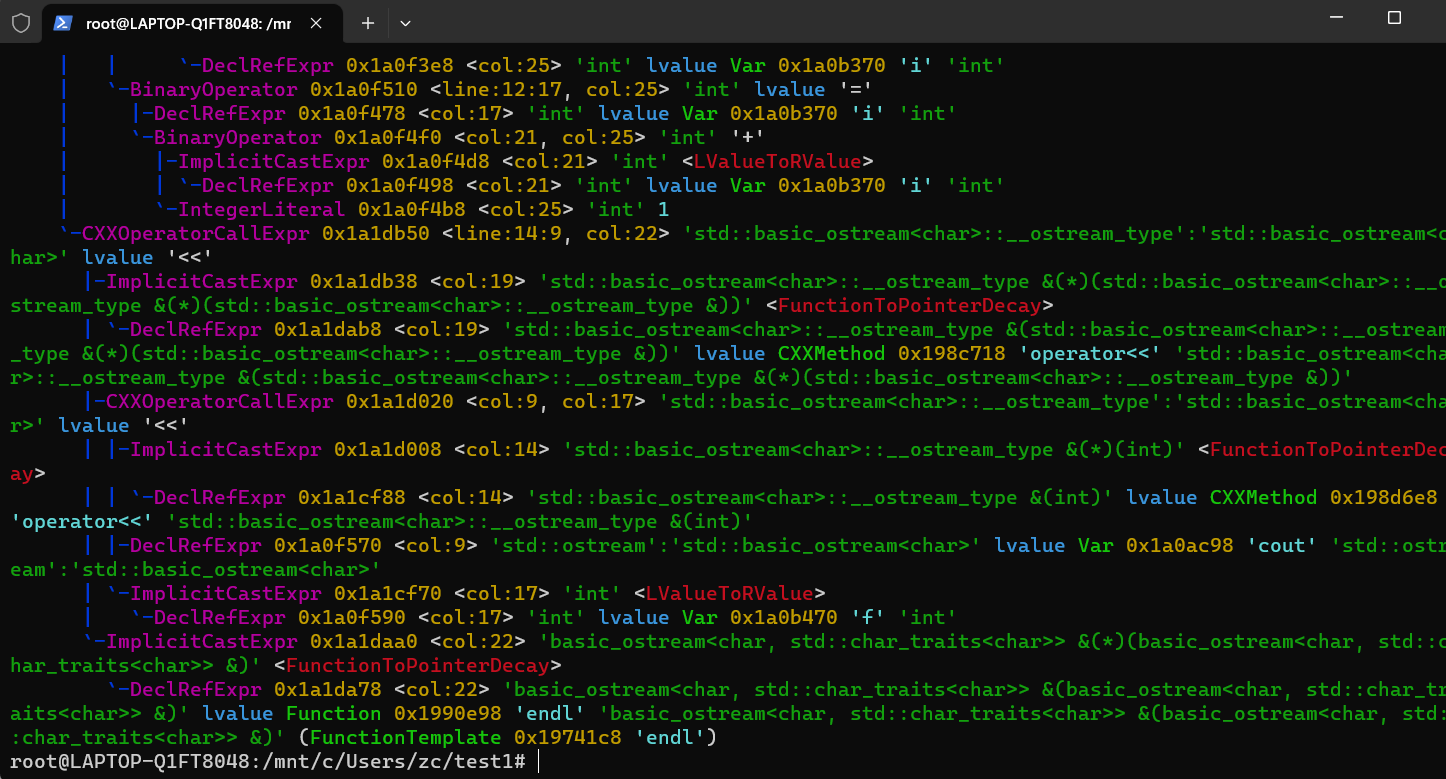 root@LAPTOP-Q1FT8048: /mnt
|   |     `-DeclRefExpr 0x1a0f3e8 <col:25> 'int' lvalue Var 0x1a0b370 'i' 'int'
|   `-BinaryOperator 0x1a0f510 <line:12:17, col:25> 'int' lvalue '='
|     |-DeclRefExpr 0x1a0f478 <col:17> 'int' lvalue Var 0x1a0b370 'i' 'int'
|     `-BinaryOperator 0x1a0f4f0 <col:21, col:25> 'int' '+'
|       |-ImplicitCastExpr 0x1a0f4d8 <col:21> 'int' <LValueToRValue>
|       | `-DeclRefExpr 0x1a0f498 <col:21> 'int' lvalue Var 0x1a0b370 'i' 'int'
|       `-IntegerLiteral 0x1a0f4b8 <col:25> 'int' 1
`-CXXOperatorCallExpr 0x1a1db50 <line:14:9, col:22> 'std::basic_ostream<char>::__ostream_type':'std::basic_ostream<c
har>' lvalue '<<'
|-ImplicitCastExpr 0x1a1db38 <col:19> 'std::basic_ostream<char>::__ostream_type &(*)(std::basic_ostream<char>::__o
stream_type &(*)(std::basic_ostream<char>::__ostream_type &))' <FunctionToPointerDecay>
| `-DeclRefExpr 0x1a1dab8 <col:19> 'std::basic_ostream<char>::__ostream_type &(std::basic_ostream<char>::__ostream
_type &(*)(std::basic_ostream<char>::__ostream_type &))' lvalue CXXMethod 0x198c718 'operator<<' 'std::basic_ostream<cha
r>::__ostream_type &(std::basic_ostream<char>::__ostream_type &(*)(std::basic_ostream<char>::__ostream_type &))'
|-CXXOperatorCallExpr 0x1a1d020 <col:9, col:17> 'std::basic_ostream<char>::__ostream_type':'std::basic_ostream<cha
r>' lvalue '<<'
| |-ImplicitCastExpr 0x1a1d008 <col:14> 'std::basic_ostream<char>::__ostream_type &(*)(int)' <FunctionToPointerDec
ay>
| | `-DeclRefExpr 0x1a1cf88 <col:14> 'std::basic_ostream<char>::__ostream_type &(int)' lvalue CXXMethod 0x198d6e8
'operator<<' 'std::basic_ostream<char>::__ostream_type &(int)'
| |-DeclRefExpr 0x1a0f570 <col:9> 'std::ostream':'std::basic_ostream<char>' lvalue Var 0x1a0ac98 'cout' 'std::ostr
eam':'std::basic_ostream<char>'
| `-ImplicitCastExpr 0x1a1cf70 <col:17> 'int' <LValueToRValue>
|   `-DeclRefExpr 0x1a0f590 <col:17> 'int' lvalue Var 0x1a0b470 'f' 'int'
`-ImplicitCastExpr 0x1a1daa0 <col:22> 'basic_ostream<char, std::char_traits<char>> &(*)(basic_ostream<char, std::c
har_traits<char>> &)' <FunctionToPointerDecay>
`-DeclRefExpr 0x1a1da78 <col:22> 'basic_ostream<char, std::char_traits<char>> &(basic_ostream<char, std::char_tr
aits<char>> &)' lvalue Function 0x1990e98 'endl' 'basic_ostream<char, std::char_traits<char>> &(basic_ostream<char, std:
:char_traits<char>> &)' (FunctionTemplate 0x19741c8 'endl')
root@LAPTOP-Q1FT8048:/mnt/c/Users/zc/test1#